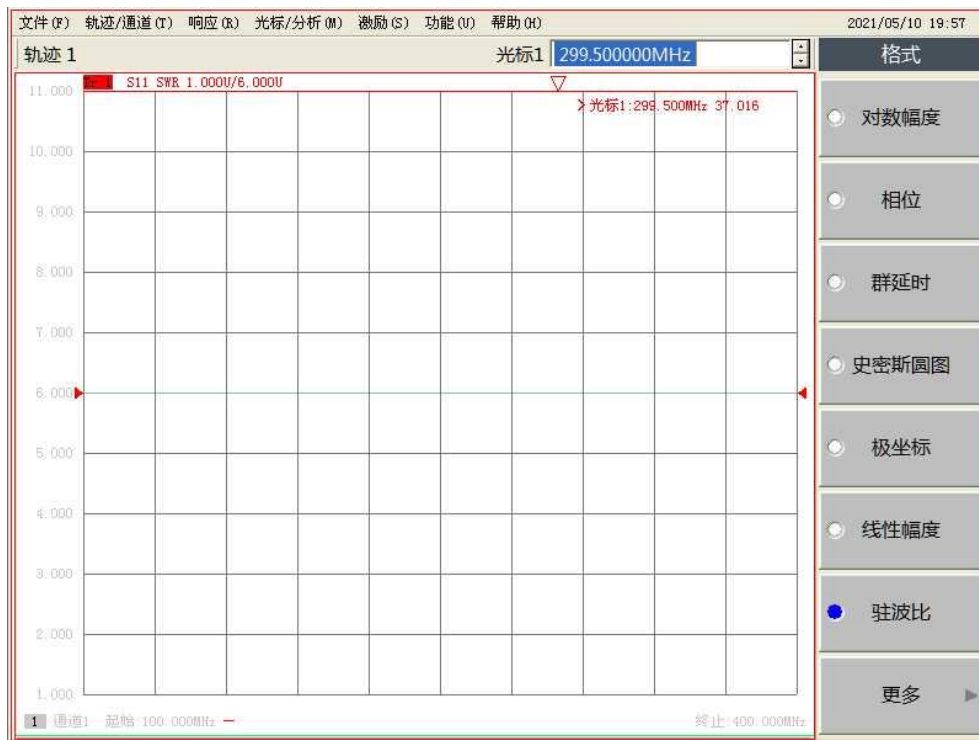 文件(F) 轨迹/通道(T) 响应(R) 光标/分析(M) 激励(S) 功能(U) 帮助(H) 2021/05/10 19:57
轨迹 1 光标1 299.500000MHz 格式
Tr 1 S11 SWR 1.000U/6.000U
>光标1:299.500MHz 37.016
11.000
10.000
9.000
8.000
7.000
6.000
5.000
4.000
3.000
2.000
1.000
1 通道1 起始 100.000MHz 终止 400.000MHz
对数幅度
相位
群延时
史密斯圆图
极坐标
线性幅度
驻波比
更多